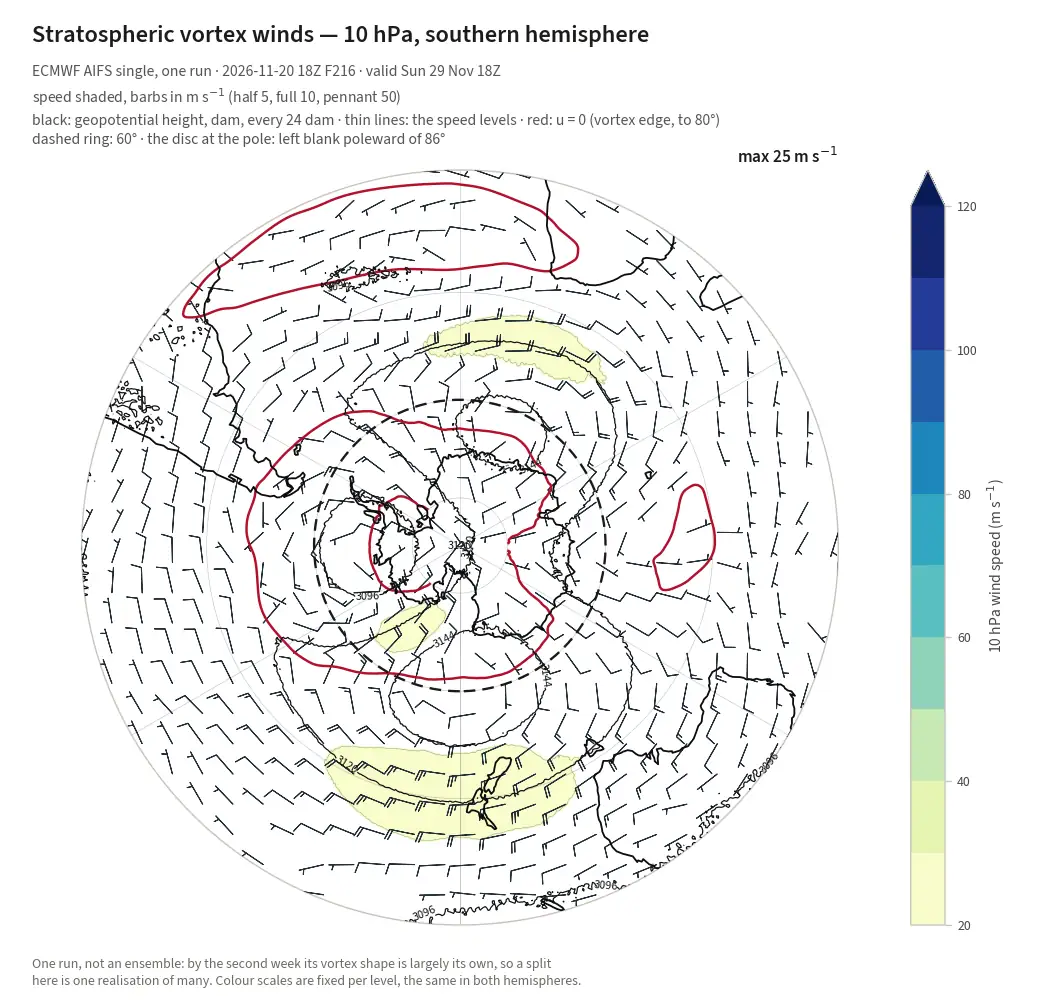 Stratospheric vortex winds — 10 hPa, southern hemisphere
ECMWF AIFS single, one run · 2026-11-20 18Z F216 · valid Sun 29 Nov 18Z
speed shaded, barbs in m s⁻¹ (half 5, full 10, pennant 50)
black: geopotential height, dam, every 24 dam · thin lines: the speed levels · red: u = 0 (vortex edge, to 80°)
dashed ring: 60° · the disc at the pole: left blank poleward of 86°
max 25 m s⁻¹
120
100
80
60
40
20
10 hPa wind speed (m s⁻¹)
3096
3144
3144
3120
3096
3096
3096
One run, not an ensemble: by the second week its vortex shape is largely its own, so a split
here is one realisation of many. Colour scales are fixed per level, the same in both hemispheres.